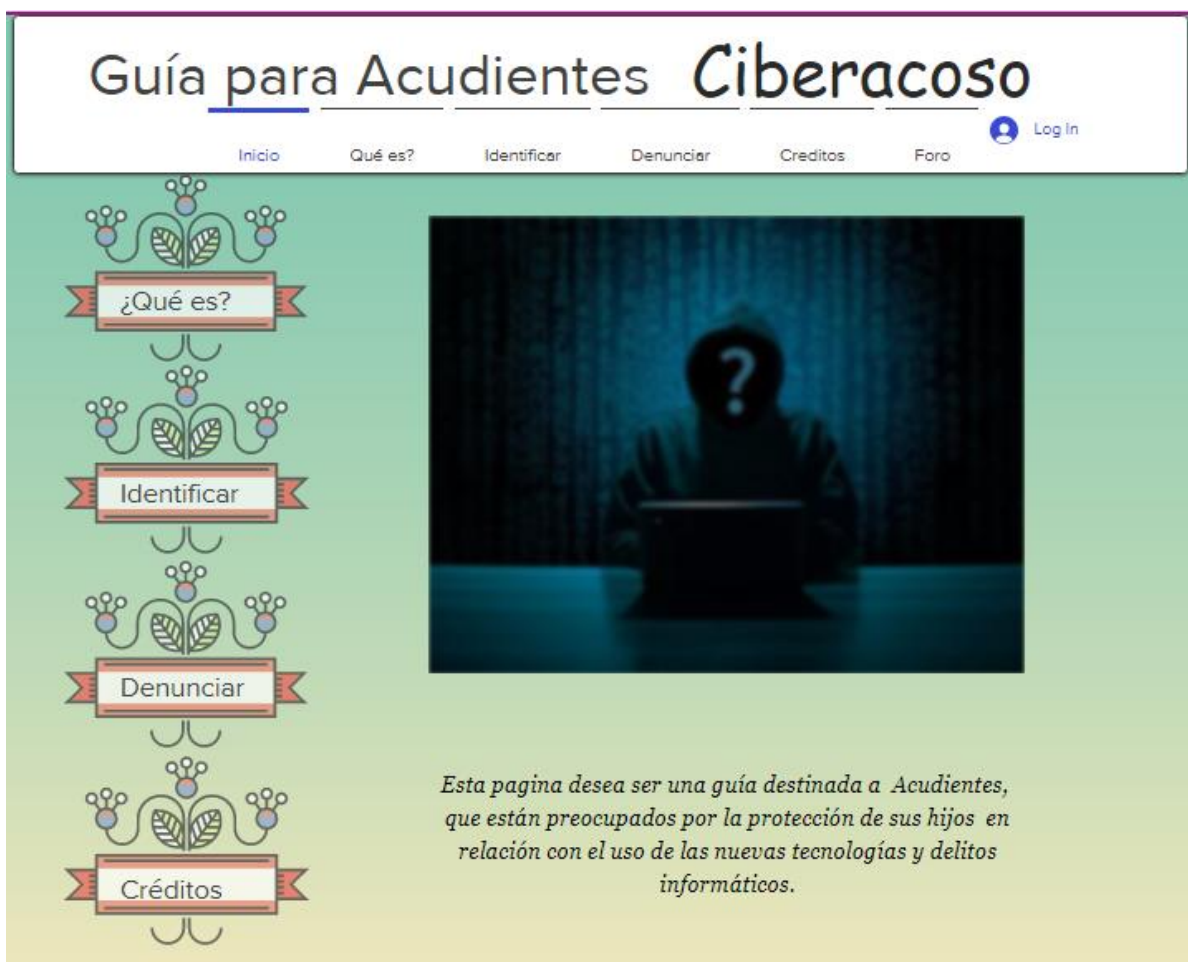 Guía para Acudientes Ciberacoso
Log In
Inicio Qué es? Identificar Denunciar Creditos Foro
¿Qué es?
Identificar
Denunciar
Créditos
?
Esta pagina desea ser una guía destinada a Acudientes,
que están preocupados por la protección de sus hijos en
relación con el uso de las nuevas tecnologías y delitos
informáticos.